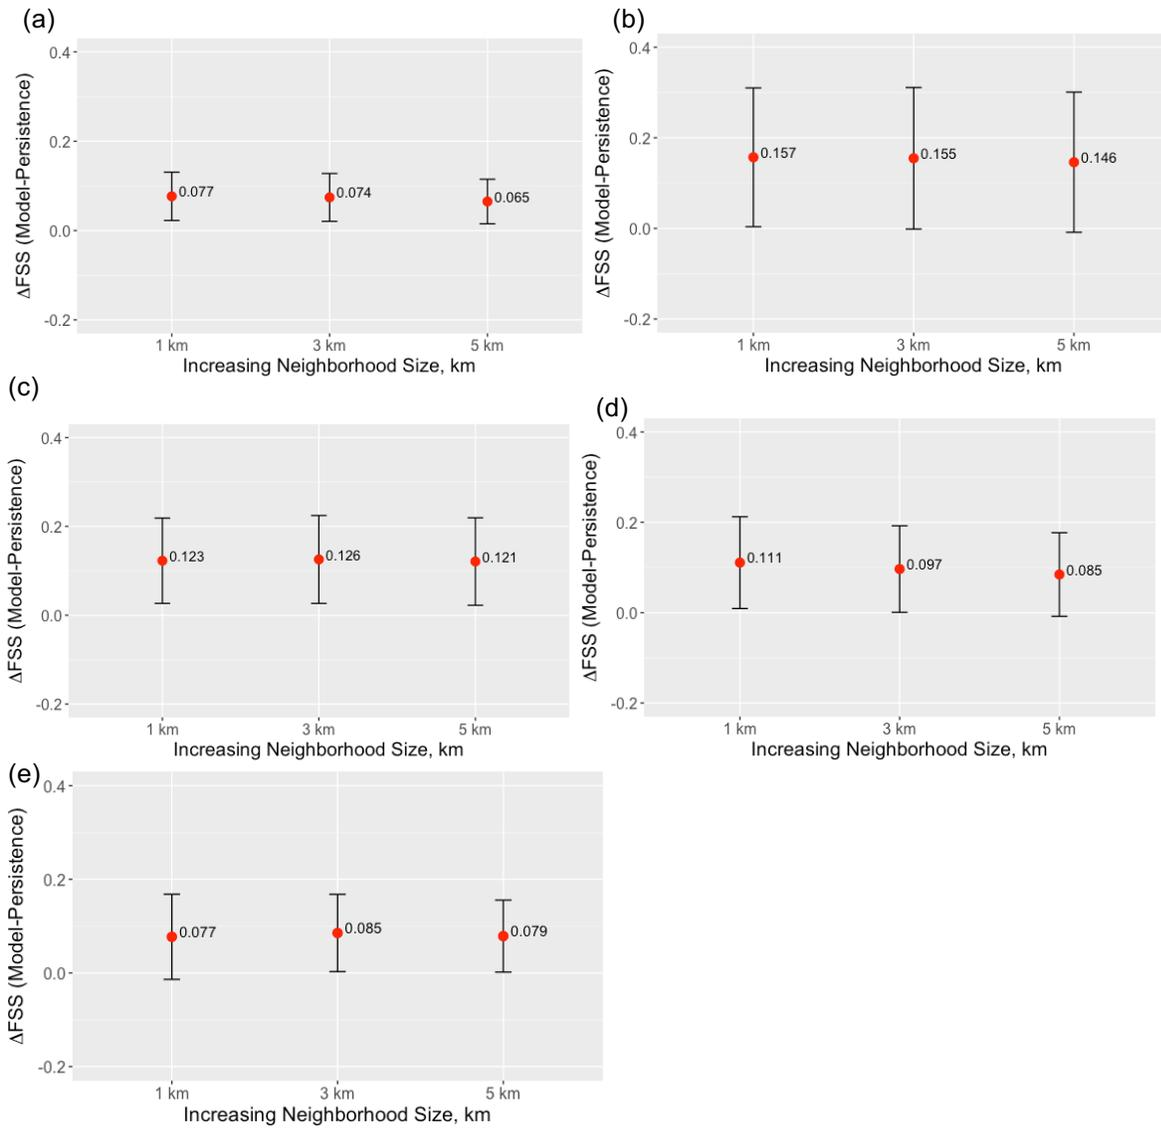 (a)
ΔFSS (Model-Persistence)
0.4
0.2
0.0
-0.2
0.077
0.074
0.065
1 km 3 km 5 km
Increasing Neighborhood Size, km
(b)
ΔFSS (Model-Persistence)
0.4
0.2
0.0
-0.2
0.157
0.155
0.146
1 km 3 km 5 km
Increasing Neighborhood Size, km
(c)
ΔFSS (Model-Persistence)
0.4
0.2
0.0
-0.2
0.123
0.126
0.121
1 km 3 km 5 km
Increasing Neighborhood Size, km
(d)
ΔFSS (Model-Persistence)
0.4
0.2
0.0
-0.2
0.111
0.097
0.085
1 km 3 km 5 km
Increasing Neighborhood Size, km
(e)
ΔFSS (Model-Persistence)
0.4
0.2
0.0
-0.2
0.077
0.085
0.079
1 km 3 km 5 km
Increasing Neighborhood Size, km